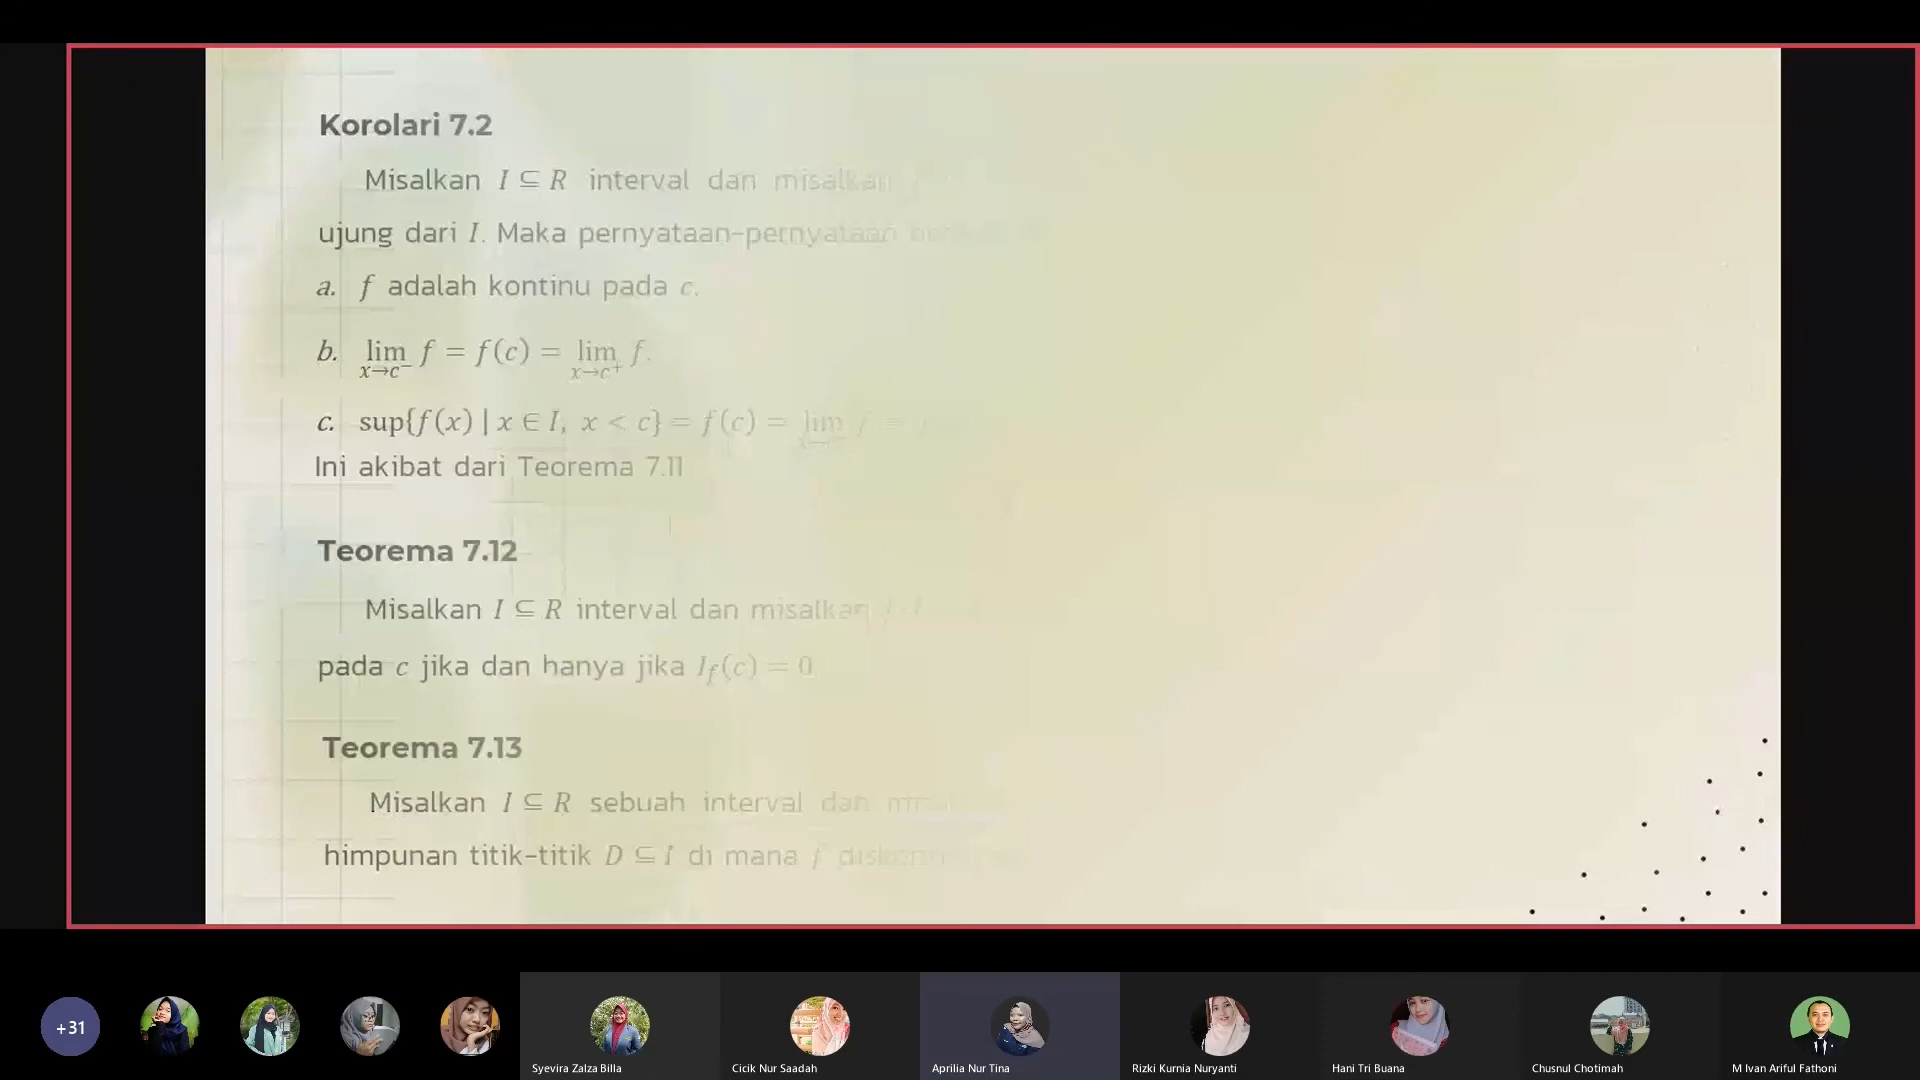 Korolari 7.2
Misalkan I ⊆ R interval dan misalkan
ujung dari I. Maka pernyataan-pernyataan
a. f adalah kontinu pada c.
b. lim x→c⁻ f = f(c) = lim x→c⁺ f.
c. sup{f(x) | x ∈ I, x < c} = f(c) = lim f =
Ini akibat dari Teorema 7.11
Teorema 7.12
Misalkan I ⊆ R interval dan misalkan
pada c jika dan hanya jika I_f(c) = 0
Teorema 7.13
Misalkan I ⊆ R sebuah interval dan
himpunan titik-titik D ⊆ I di mana f
+31
Syevira Zalza Billa
Cicik Nur Saadah
Aprilia Nur Tina
Rizki Kurnia Nuryanti
Hani Tri Buana
Chusnul Chotimah
M Ivan Ariful Fathoni